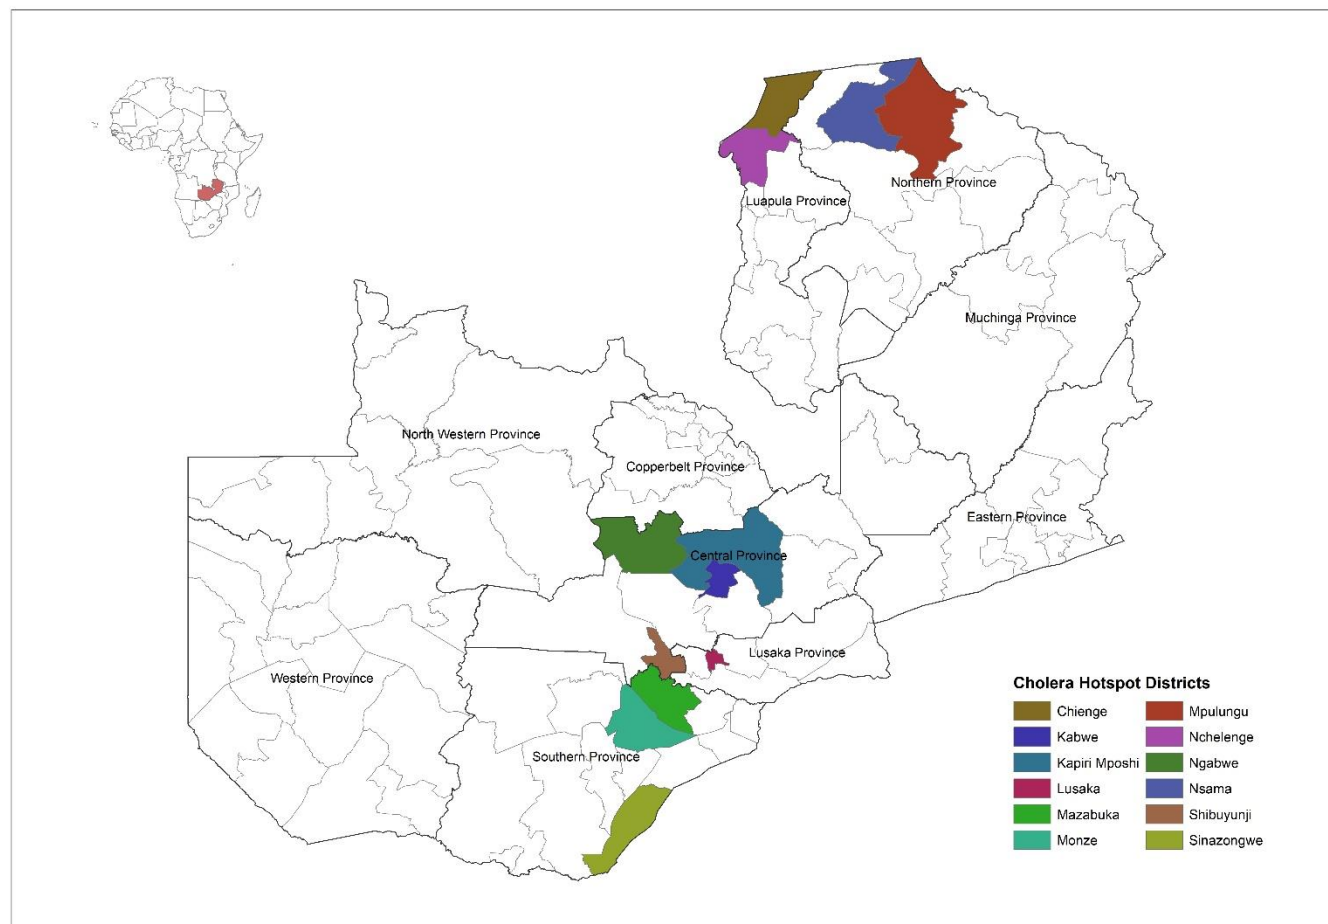 Northern Province
Luapula Province
Muchinga Province
North Western Province
Copperbelt Province
Eastern Province
Central Province
Lusaka Province
Western Province
Southern Province
Cholera Hotspot Districts
Chienge
Kabwe
Kapiri Mposhi
Lusaka
Mazabuka
Monze
Mpulungu
Nchelenge
Ngabwe
Nsama
Shibuyunji
Sinazongwe